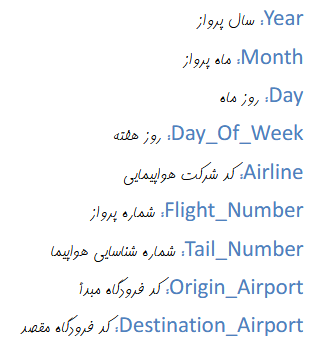 Year: سال پرواز
Month: ماه پرواز
Day: روز ماه
Day_Of_Week: روز هفته
Airline: کد شرکت هواپیمایی
Flight_Number: شماره پرواز
Tail_Number: شماره شناسایی هواپیما
Origin_Airport: کد فرودگاه مبدأ
Destination_Airport: کد فرودگاه مقصد